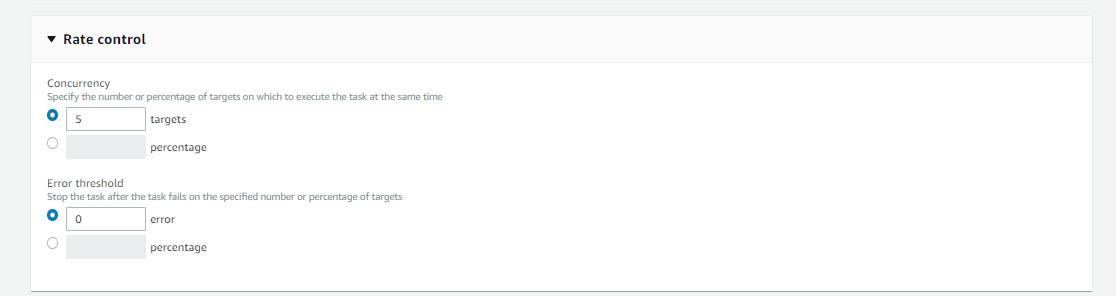 Rate control
Concurrency
Specify the number or percentage of targets on which to execute the task at the same time
5 targets
percentage
Error threshold
Stop the task after the task fails on the specified number or percentage of targets
0 error
percentage